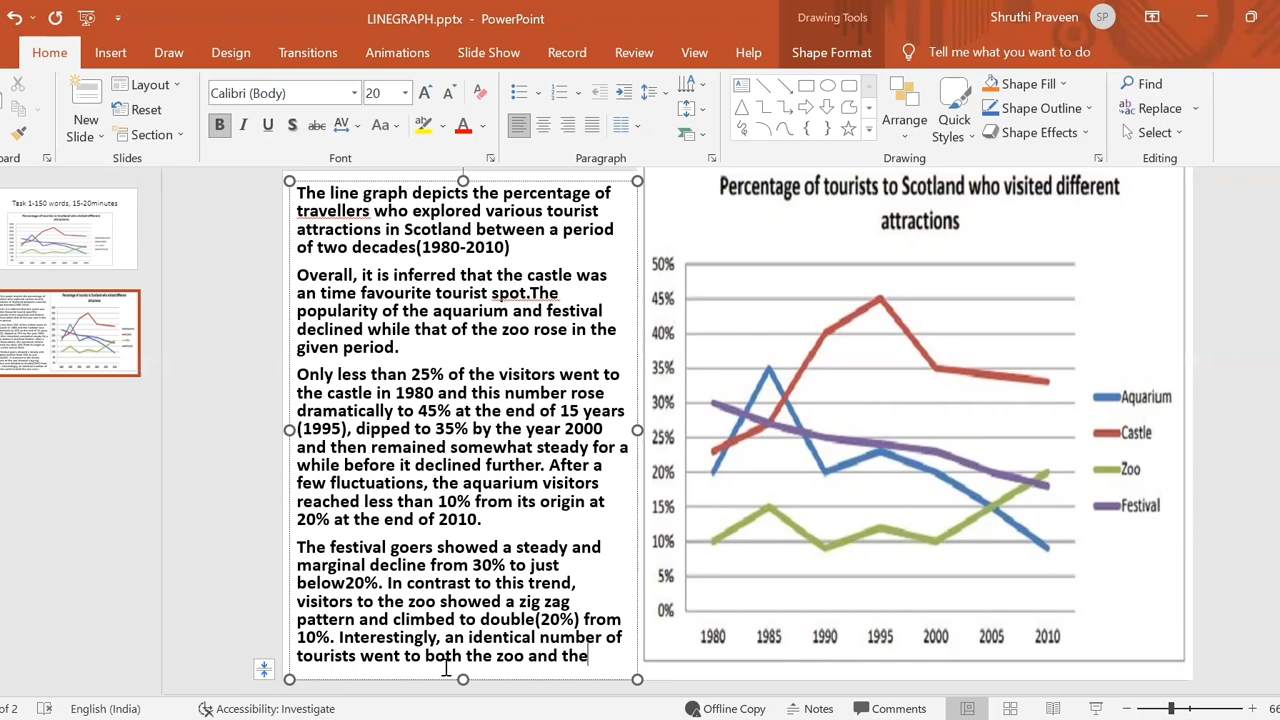 LINEGRAPH.pptx - PowerPoint
Drawing Tools
Shruthi Praveen
SP
Home
Insert
Draw
Design
Transitions
Animations
Slide Show
Record
Review
View
Help
Shape Format
Tell me what you want to do
New
Slide
Layout
Reset
Section
Calibri (Body)
20
Arrange
Quick
Styles
Shape Fill
Shape Outline
Shape Effects
Find
Replace
Select
oard
Slides
Font
Paragraph
Drawing
Editing
Task 1-150 words, 15-20minutes
The line graph depicts the percentage of
travellers who explored various tourist
attractions in Scotland between a period
of two decades(1980-2010)
Overall, it is inferred that the castle was
an time favourite tourist spot.The
popularity of the aquarium and festival
declined while that of the zoo rose in the
given period.
Only less than 25% of the visitors went to
the castle in 1980 and this number rose
dramatically to 45% at the end of 15 years
(1995), dipped to 35% by the year 2000
and then remained somewhat steady for a
while before it declined further. After a
few fluctuations, the aquarium visitors
reached less than 10% from its origin at
20% at the end of 2010.
The festival goers showed a steady and
marginal decline from 30% to just
below20%. In contrast to this trend,
visitors to the zoo showed a zig zag
pattern and climbed to double(20%) from
10%. Interestingly, an identical number of
tourists went to both the zoo and the
Percentage of tourists to Scotland who visited different
attractions
50%
45%
40%
35%
30%
25%
20%
15%
10%
5%
0%
1980 1985 1990 1995 2000 2005 2010
Aquarium
Castle
Zoo
Festival
of 2
English (India)
Accessibility: Investigate
Offline Copy
Notes
Comments
66